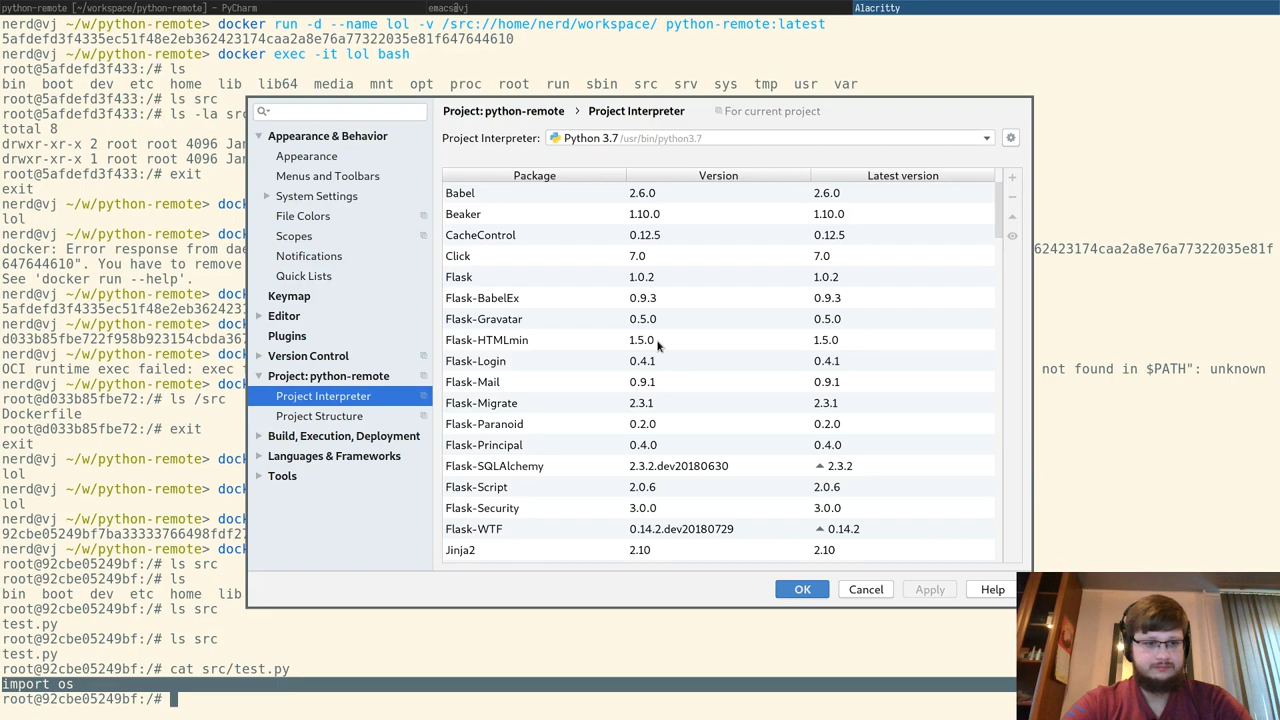 python-remote [~/workspace/python-remote] - PyCharm
emacs@vj
Alacritty
nerd@vj ~/w/python-remote> docker run -d --name lol -v /src://home/nerd/workspace/ python-remote:latest
5afdefd3f4335ec51f48e2eb362423174caa2a8e76a77322035e81f647644610
nerd@vj ~/w/python-remote> docker exec -it lol bash
root@5afdefd3f433:/# ls
bin boot dev etc home lib lib64 media mnt opt proc root run sbin src srv sys tmp usr var
root@5afdefd3f433:/# ls src
root@5afdefd3f433:/# ls -la src
total 8
drwxr-xr-x 2 root root 4096 Jan
drwxr-xr-x 1 root root 4096 Jan
root@5afdefd3f433:/# exit
exit
nerd@vj ~/w/python-remote> dock
lol
nerd@vj ~/w/python-remote> dock
docker: Error response from dae
62423174caa2a8e76a77322035e81f
647644610". You have to remove
See 'docker run --help'.
nerd@vj ~/w/python-remote> dock
5afdefd3f4335ec51f48e2eb3624231
nerd@vj ~/w/python-remote> dock
d033b85fbe722f958b923154cbda367
nerd@vj ~/w/python-remote> dock
OCI runtime exec failed: exec f
not found in $PATH": unknown
nerd@vj ~/w/python-remote> dock
root@d033b85fbe72:/# ls /src
Dockerfile
root@d033b85fbe72:/# exit
exit
nerd@vj ~/w/python-remote> dock
lol
nerd@vj ~/w/python-remote> dock
lol
nerd@vj ~/w/python-remote> dock
92cbe05249bf7ba33333766498fdf27
nerd@vj ~/w/python-remote> dock
root@92cbe05249bf:/# ls src
root@92cbe05249bf:/# ls
bin boot dev etc home lib
root@92cbe05249bf:/# ls src
test.py
root@92cbe05249bf:/# ls src
test.py
root@92cbe05249bf:/# cat src/test.py
import os
root@92cbe05249bf:/#
Appearance & Behavior
Appearance
Menus and Toolbars
System Settings
File Colors
Scopes
Notifications
Quick Lists
Keymap
Editor
Plugins
Version Control
Project: python-remote
Project Interpreter
Project Structure
Build, Execution, Deployment
Languages & Frameworks
Tools
Project: python-remote › Project Interpreter For current project
Project Interpreter: Python 3.7 /usr/bin/python3.7
Package Version Latest version
Babel 2.6.0 2.6.0
Beaker 1.10.0 1.10.0
CacheControl 0.12.5 0.12.5
Click 7.0 7.0
Flask 1.0.2 1.0.2
Flask-BabelEx 0.9.3 0.9.3
Flask-Gravatar 0.5.0 0.5.0
Flask-HTMLmin 1.5.0 1.5.0
Flask-Login 0.4.1 0.4.1
Flask-Mail 0.9.1 0.9.1
Flask-Migrate 2.3.1 2.3.1
Flask-Paranoid 0.2.0 0.2.0
Flask-Principal 0.4.0 0.4.0
Flask-SQLAlchemy 2.3.2.dev20180630 2.3.2
Flask-Script 2.0.6 2.0.6
Flask-Security 3.0.0 3.0.0
Flask-WTF 0.14.2.dev20180729 0.14.2
Jinja2 2.10 2.10
OK Cancel Apply Help